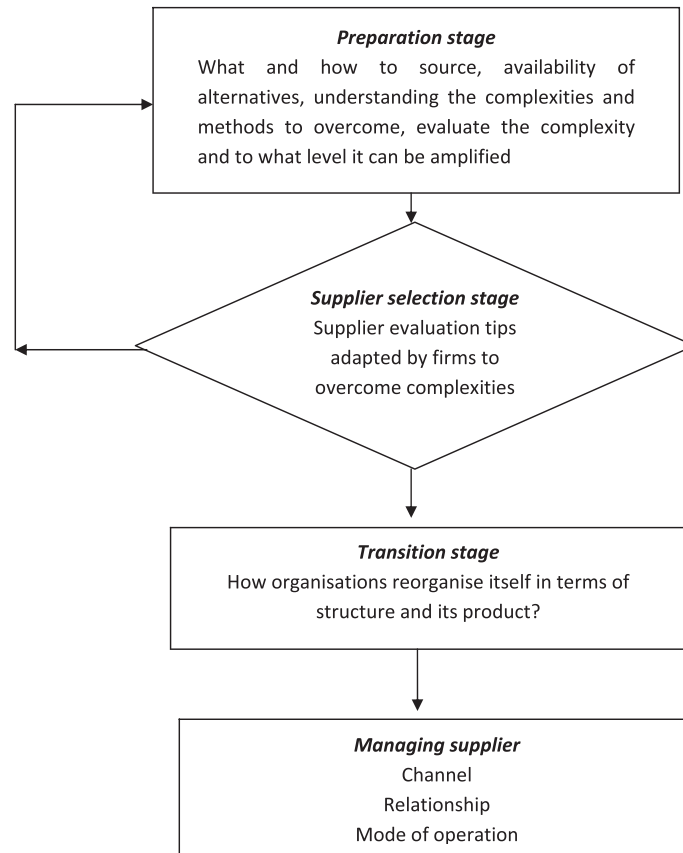 Preparation stage
What and how to source, availability of
alternatives, understanding the complexities and
methods to overcome, evaluate the complexity
and to what level it can be amplified
Supplier selection stage
Supplier evaluation tips
adapted by firms to
overcome complexities
Transition stage
How organisations reorganise itself in terms of
structure and its product?
Managing supplier
Channel
Relationship
Mode of operation